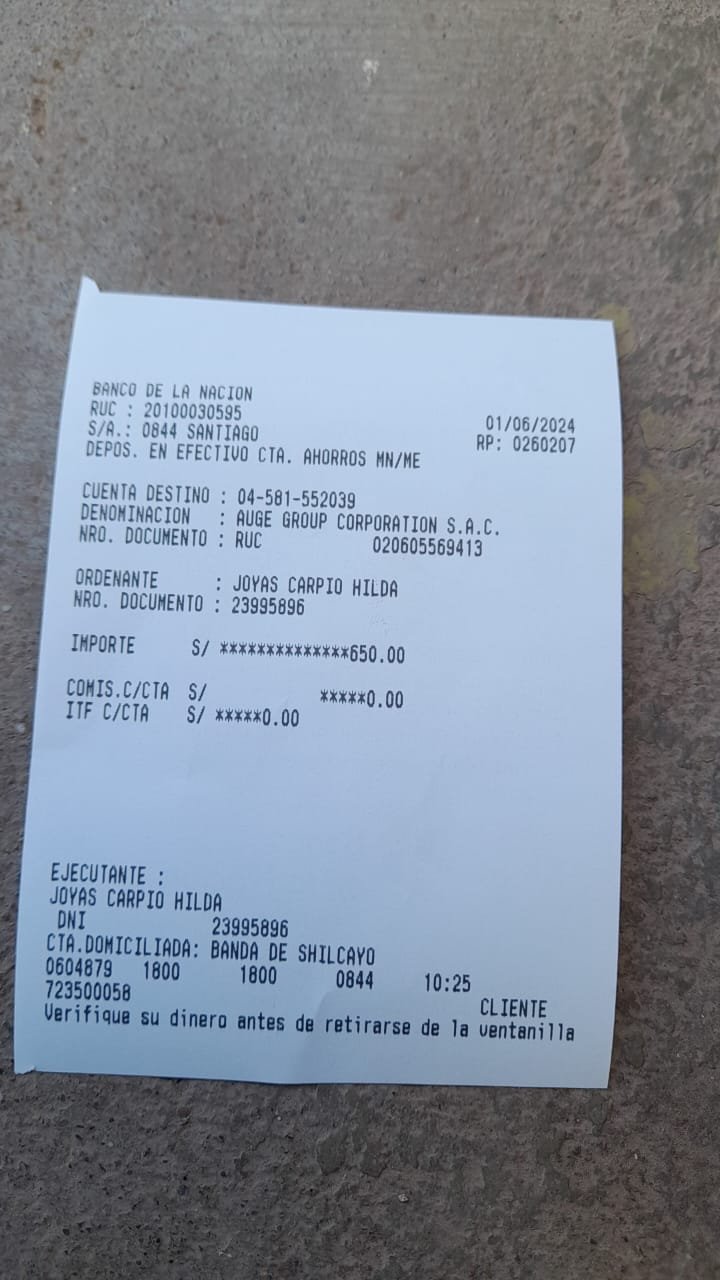 BANCO DE LA NACION
RUC : 20100030595 01/06/2024
S/A.: 0844 SANTIAGO RP: 0260207
DEPOS. EN EFECTIVO CTA. AHORROS MN/ME
CUENTA DESTINO : 04-581-552039
DENOMINACION : AUGE GROUP CORPORATION S.A.C.
NRO. DOCUMENTO : RUC 020605569413
ORDENANTE : JOYAS CARPIO HILDA
NRO. DOCUMENTO : 23995896
IMPORTE S/ **************650.00
COMIS.C/CTA S/ *****0.00
ITF C/CTA S/ *****0.00
EJECUTANTE :
JOYAS CARPIO HILDA
DNI 23995896
CTA.DOMICILIADA: BANDA DE SHILCAYO
0604879 1800 1800 0844 10:25
723500058 CLIENTE
Verifique su dinero antes de retirarse de la ventanilla